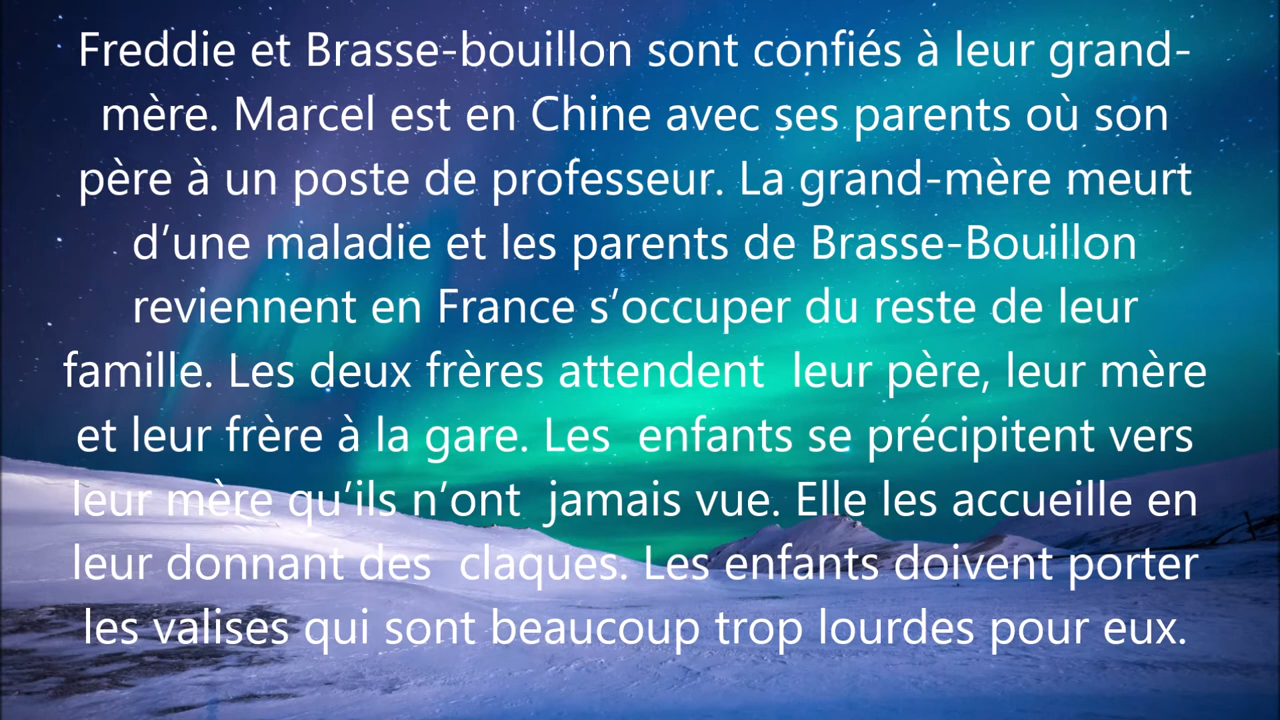 Freddie et Brasse-bouillon sont confiés à leur grand-
mère. Marcel est en Chine avec ses parents où son
père à un poste de professeur. La grand-mère meurt
d’une maladie et les parents de Brasse-Bouillon
reviennent en France s’occuper du reste de leur
famille. Les deux frères attendent  leur père, leur mère
et leur frère à la gare. Les  enfants se précipitent vers
leur mère qu’ils n’ont  jamais vue. Elle les accueille en
leur donnant des  claques. Les enfants doivent porter
les valises qui sont beaucoup trop lourdes pour eux.